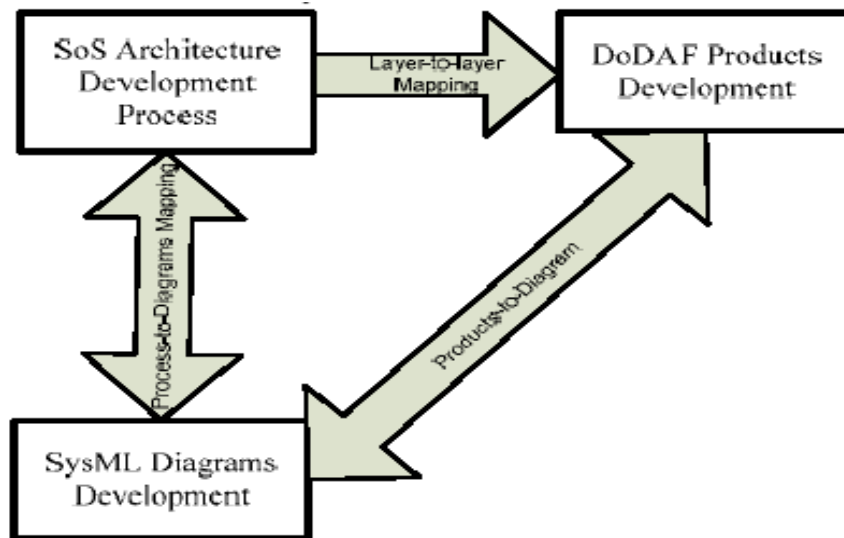 SoS Architecture
Development
Process
Layer-to-layer
Mapping
DoDAF Products
Development
Process-to-Diagrams Mapping
Products-to-Diagram
SysML Diagrams
Development